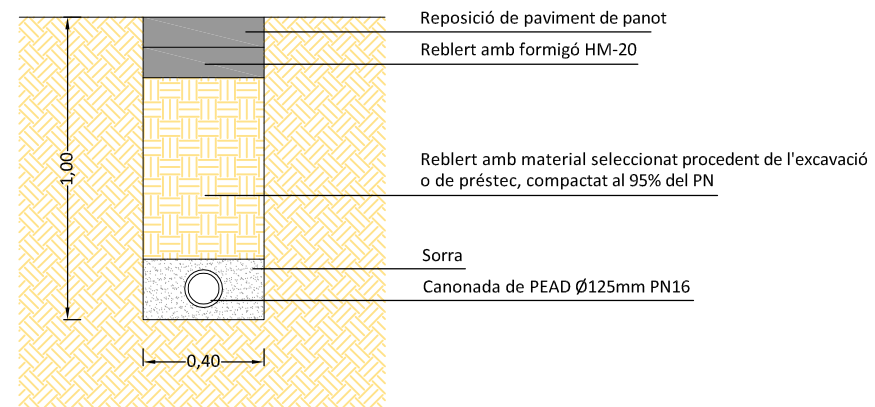 Reposició de paviment de panot
Reblert amb formigó HM-20
1,00
Reblert amb material seleccionat procedent de l'excavació
o de préstec, compactat al 95% del PN
Sorra
Canonada de PEAD Ø125mm PN16
0,40